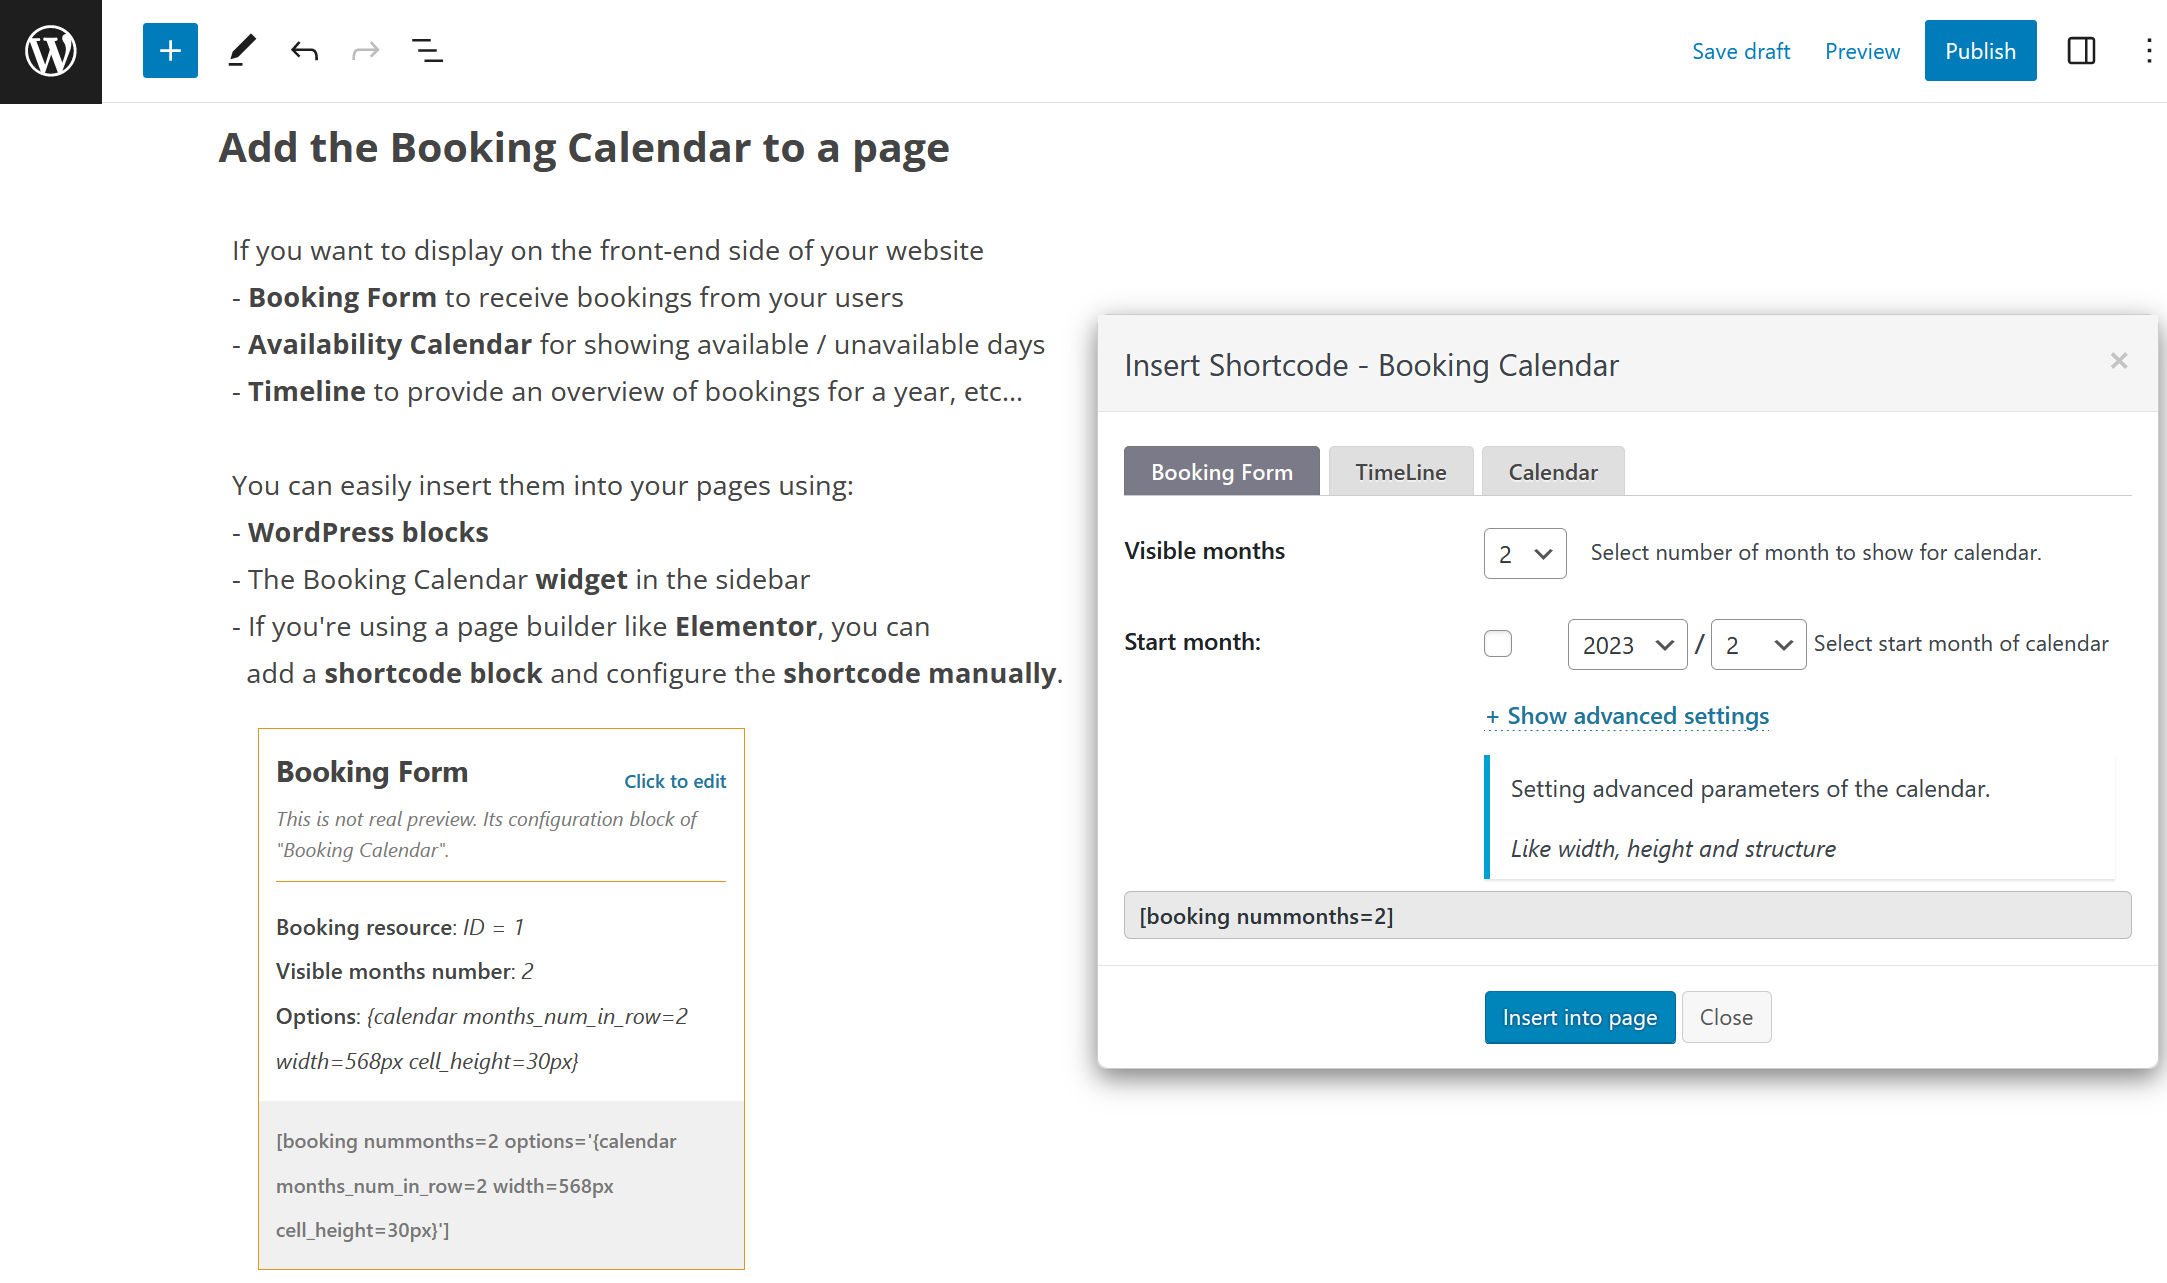 Save draft
Preview
Publish
Add the Booking Calendar to a page
If you want to display on the front-end side of your website
- Booking Form to receive bookings from your users
- Availability Calendar for showing available / unavailable days
- Timeline to provide an overview of bookings for a year, etc...
You can easily insert them into your pages using:
- WordPress blocks
- The Booking Calendar widget in the sidebar
- If you're using a page builder like Elementor, you can
add a shortcode block and configure the shortcode manually.
Booking Form
Click to edit
This is not real preview. Its configuration block of
"Booking Calendar".
Booking resource: ID = 1
Visible months number: 2
Options: {calendar months_num_in_row=2
width=568px cell_height=30px}
[booking nummonths=2 options='{calendar
months_num_in_row=2 width=568px
cell_height=30px}']
Insert Shortcode - Booking Calendar
×
Booking Form
TimeLine
Calendar
Visible months
2
Select number of month to show for calendar.
Start month:
2023
/
2
Select start month of calendar
+ Show advanced settings
Setting advanced parameters of the calendar.
Like width, height and structure
[booking nummonths=2]
Insert into page
Close